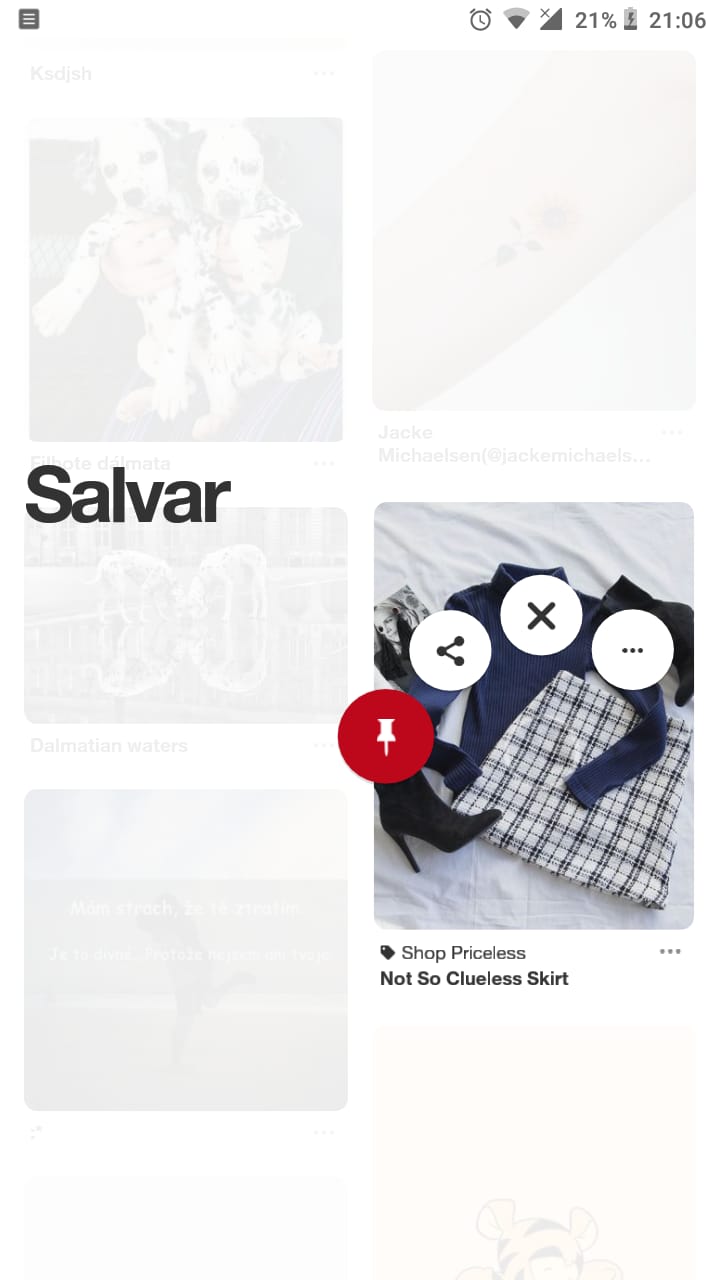 21% 21:06
Ksdjsh
Filhote dálmata
Salvar
Dalmatian waters
Mám strach, že tě ztratím.
Je to divné.. Protože nejsem ani tvoje
:*
Jacke
Michaelsen(@jackemichaels...
Shop Priceless
Not So Clueless Skirt